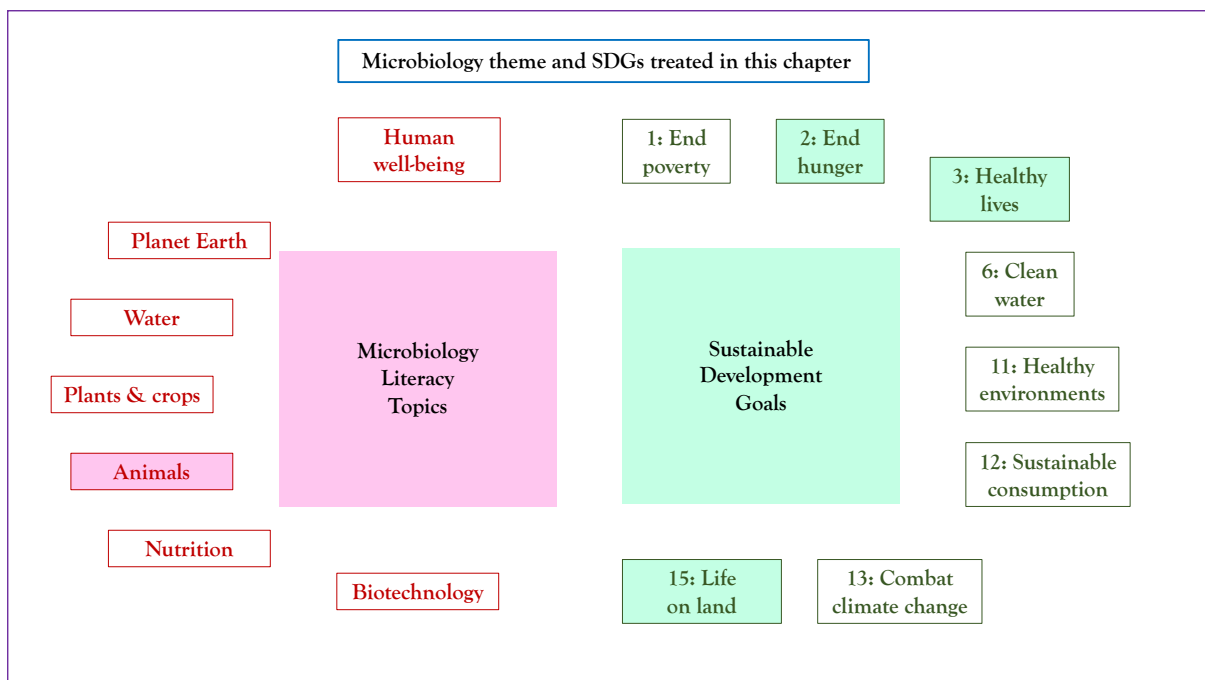 Microbiology theme and SDGs treated in this chapter
Human
well-being
Planet Earth
Water
Plants & crops
Animals
Nutrition
Biotechnology
Microbiology
Literacy
Topics
1: End
poverty
2: End
hunger
3: Healthy
lives
6: Clean
water
11: Healthy
environments
12: Sustainable
consumption
13: Combat
climate change
15: Life
on land
Sustainable
Development
Goals